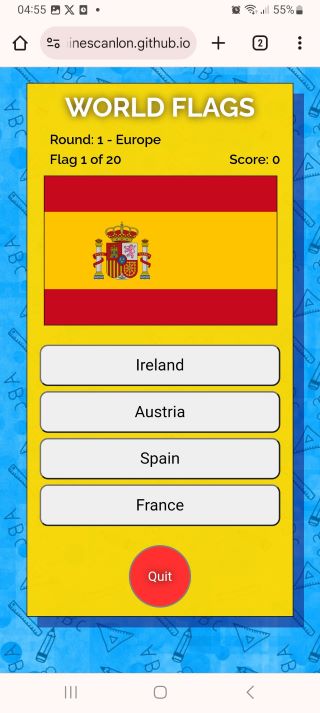 04:55
55%
inescanlon.github.io
2
WORLD FLAGS
Round: 1 - Europe
Flag 1 of 20 Score: 0
Ireland
Austria
Spain
France
Quit